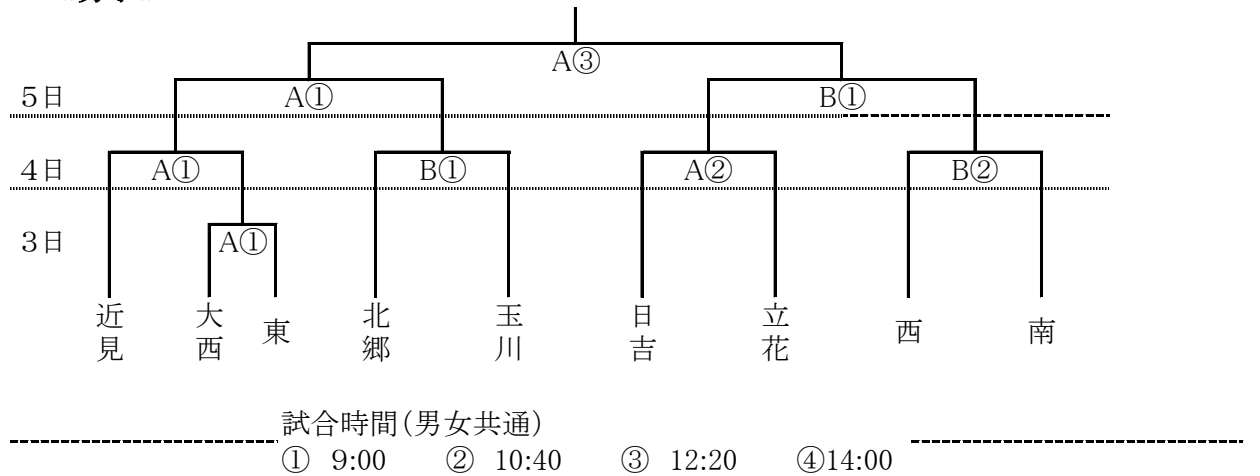 A③
5日 A① B①
4日 A① B① A② B②
3日 A①
近見 大西 東 北郷 玉川 日吉 立花 西 南
試合時間(男女共通)
① 9:00 ② 10:40 ③ 12:20 ④14:00